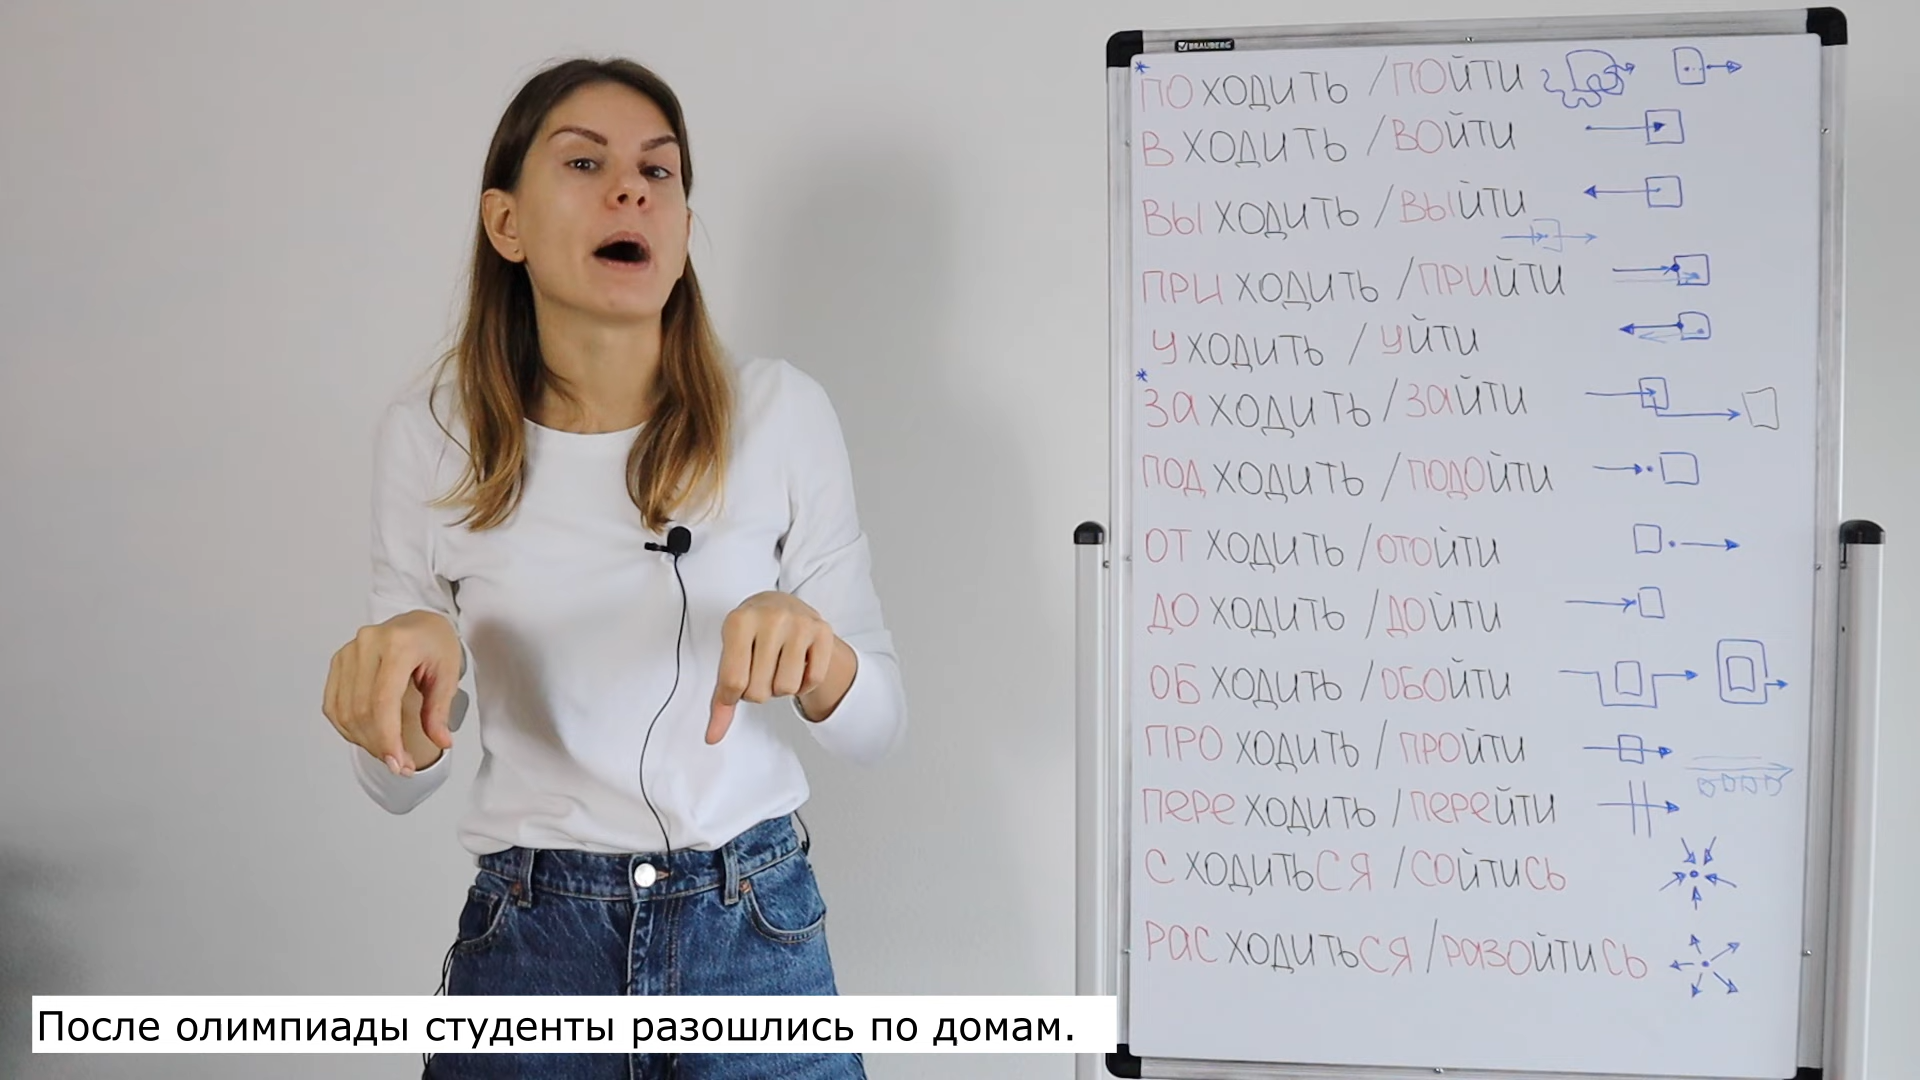 BRAUBERG
* ПОХОДИТЬ / ПОЙТИ
ВХОДИТЬ / ВОЙТИ
ВЫХОДИТЬ / ВЫЙТИ
ПРИХОДИТЬ / ПРИЙТИ
УХОДИТЬ / УЙТИ
* ЗАХОДИТЬ / ЗАЙТИ
ПОДХОДИТЬ / ПОДОЙТИ
ОТХОДИТЬ / ОТОЙТИ
ДОХОДИТЬ / ДОЙТИ
ОБХОДИТЬ / ОБОЙТИ
ПРОХОДИТЬ / ПРОЙТИ
ПЕРЕХОДИТЬ / ПЕРЕЙТИ
СХОДИТЬСЯ / СОЙТИСЬ
РАСХОДИТЬСЯ / РАЗОЙТИСЬ
После олимпиады студенты разошлись по домам.